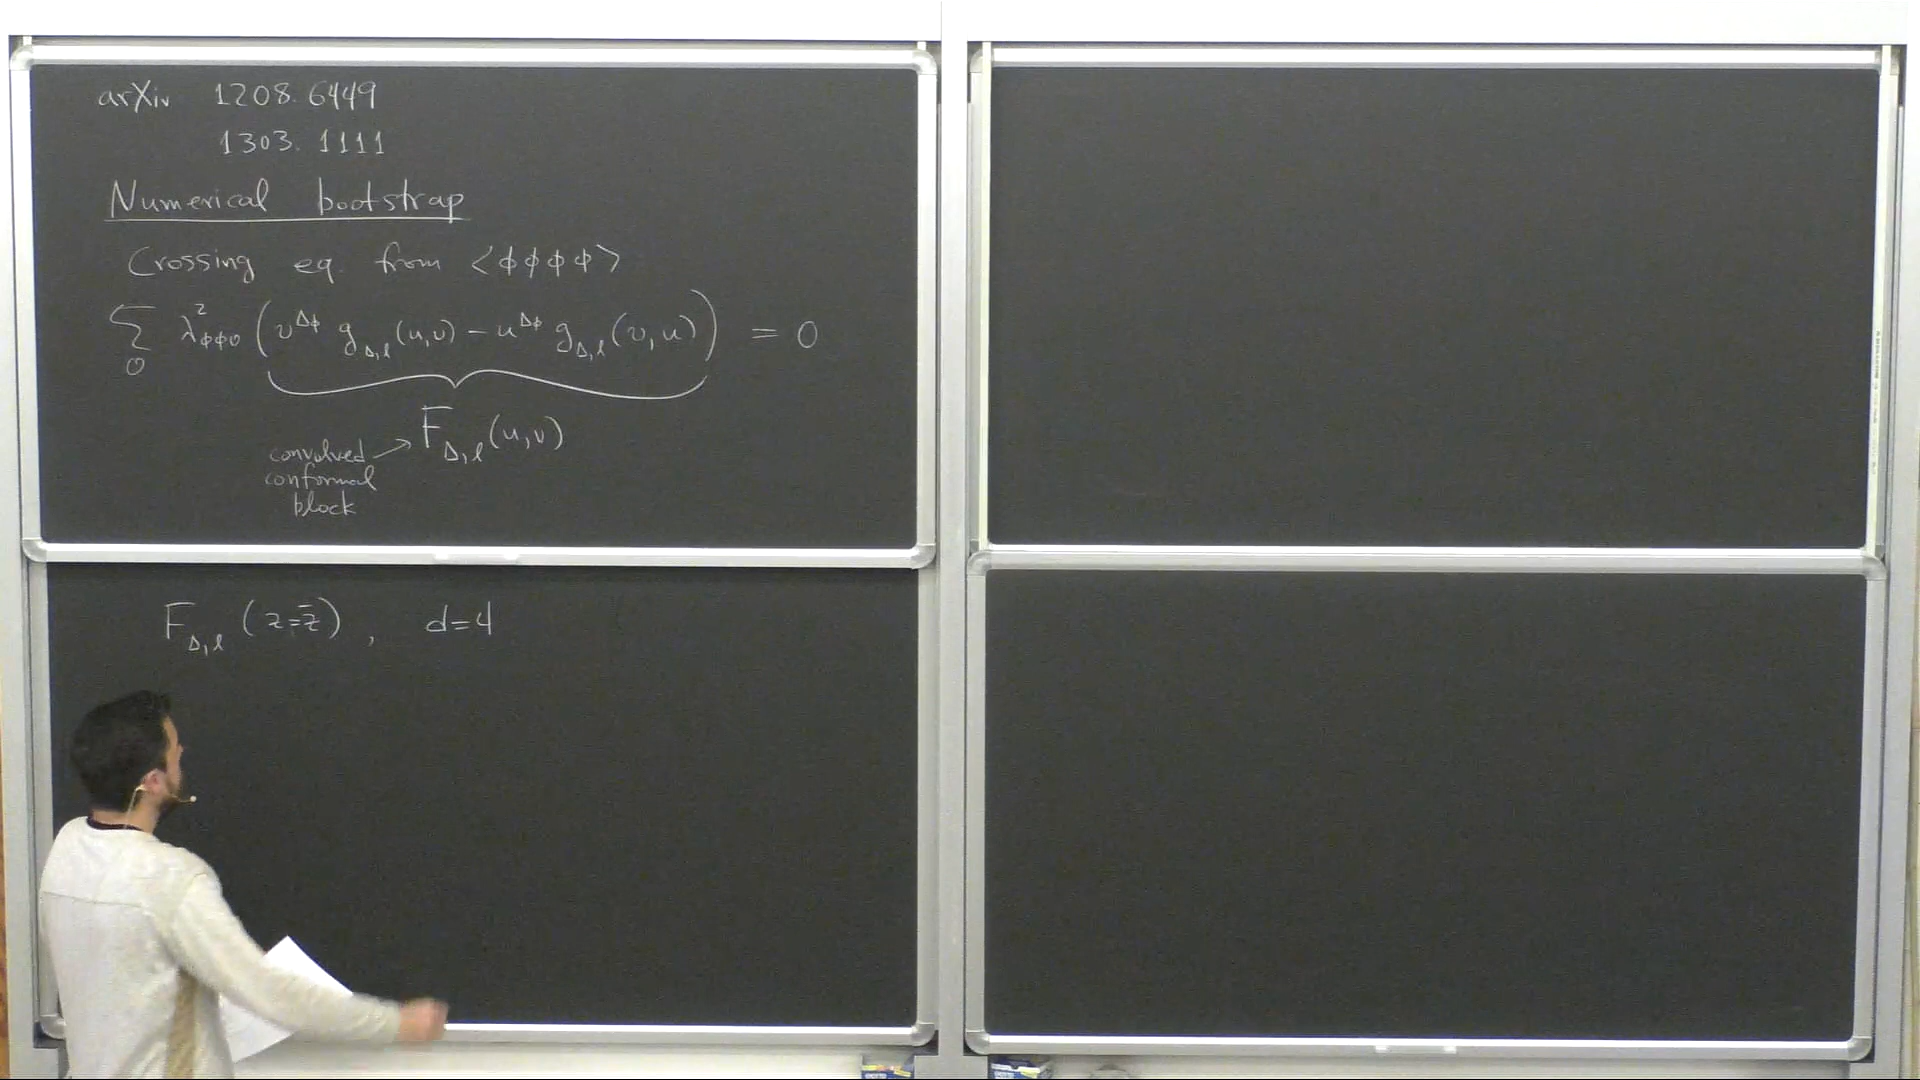 arXiv 1208.6449
1303.1111
Numerical bootstrap
Crossing eq. from <ϕϕϕϕ>
∑_O λ²_ϕϕO (v^Δϕ g_Δ,ℓ(u,v) − u^Δϕ g_Δ,ℓ(v,u)) = 0
F_Δ,ℓ(u,v)
convolved
conformal
block
F_Δ,ℓ(z=z̄), d=4